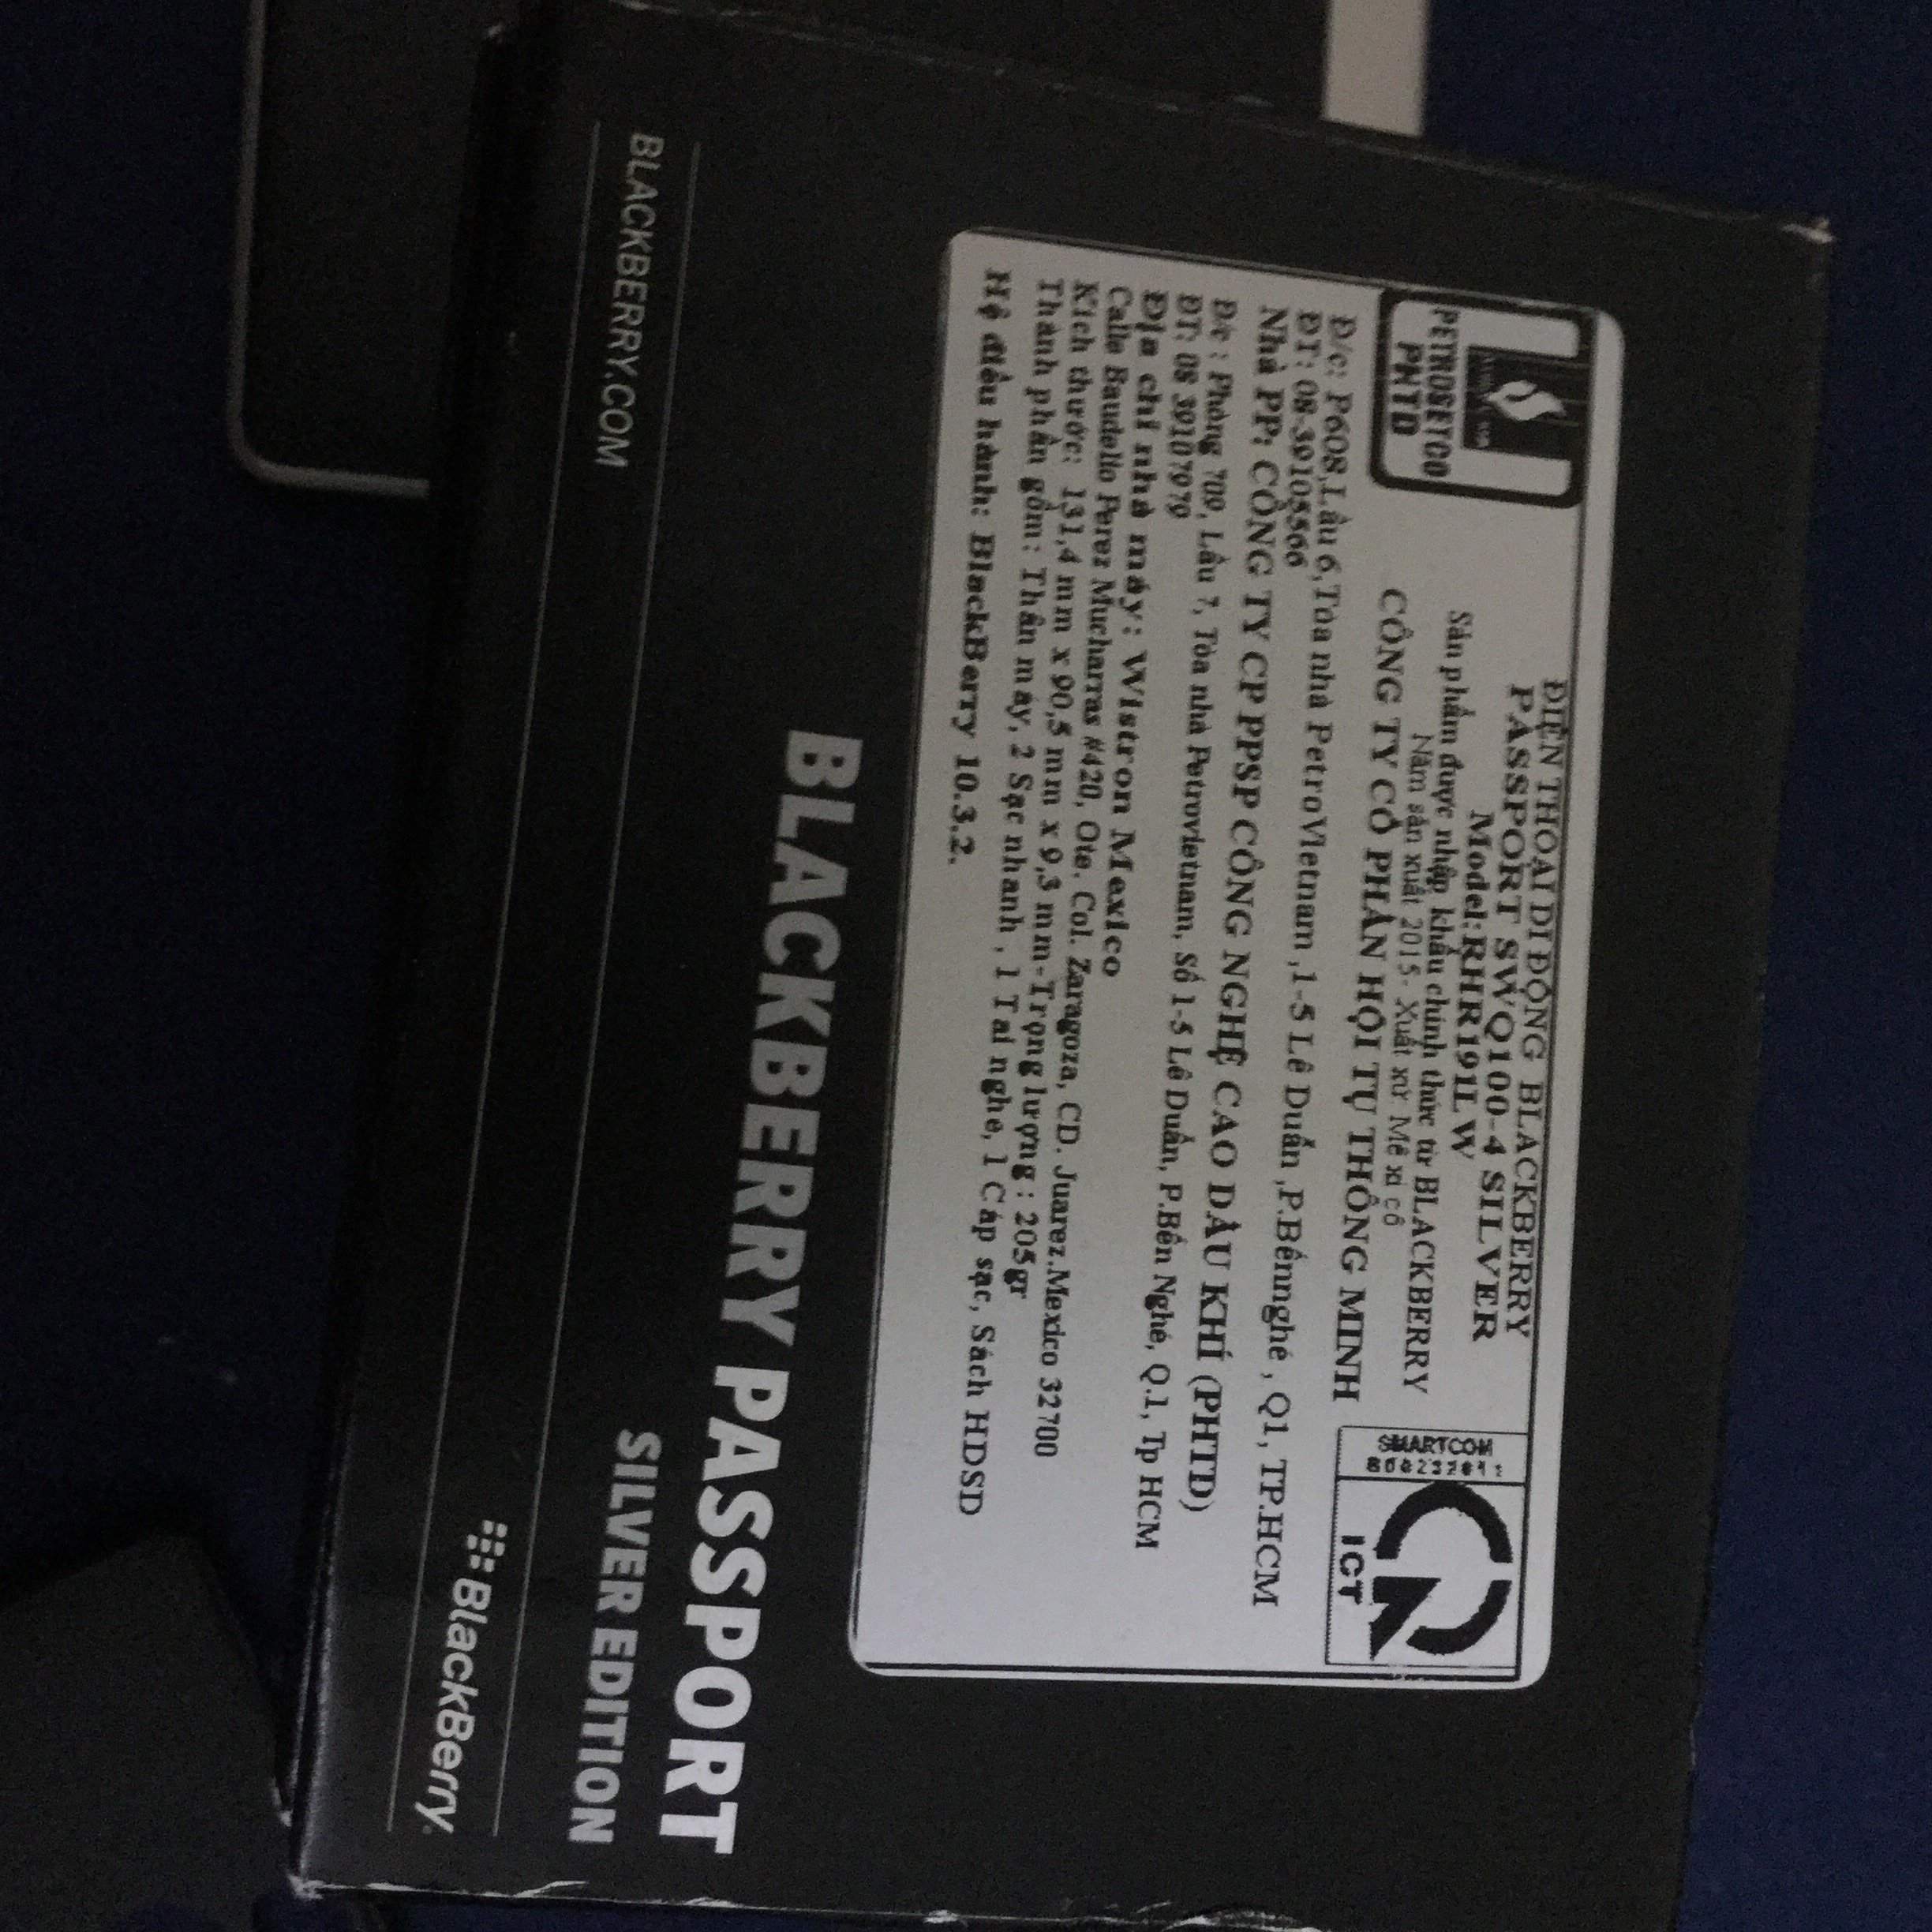 PETROSETCO
PHTD
ĐIỆN THOẠI DI ĐỘNG BLACKBERRY
PASSPORT SWQ100-4 SILVER
Model:RHR191LW
Sản phẩm được nhập khẩu chính thức từ BLACKBERRY
Năm sản xuất 2015- Xuất xứ Mê xi cô
CÔNG TY CỔ PHẦN HỘI TỤ THÔNG MINH
SMARTCOM
ICT
Đ/c: P608,Lầu 6,Tòa nhà PetroVietnam ,1-5 Lê Duẩn ,P.Bếnnghé , Q1, TP.HCM
ĐT: 08-39105566
Nhà PP: CÔNG TY CP PPSP CÔNG NGHỆ CAO DẦU KHÍ (PHTD)
Đ/c : Phòng 709, Lầu 7, Tòa nhà Petrovietnam, Số 1-5 Lê Duẩn, P.Bến Nghé, Q.1, Tp HCM
ĐT: 08 39107979
Địa chỉ nhà máy: Wistron Mexico
Calle Baudelio Perez Mucharras #420, Ote. Col. Zaragoza, CD. Juarez.Mexico 32700
Kích thước: 131,4 mm x 90,5 mm x 9,3 mm-Trọng lượng : 205gr
Thành phần gồm: Thân máy, 2 Sạc nhanh , 1 Tai nghe, 1 Cáp sạc, Sách HDSD
Hệ điều hành: BlackBerry 10.3.2.
BLACKBERRY PASSPORT
SILVER EDITION
BLACKBERRY.COM
BlackBerry.